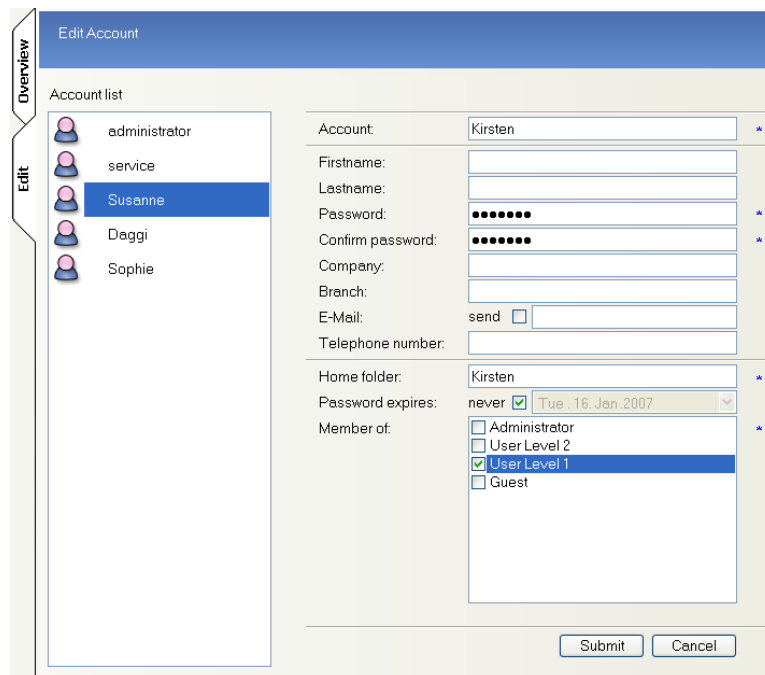 Edit Account
Overview
Edit
Account list
administrator
service
Susanne
Daggi
Sophie
Account: Kirsten *
Firstname:
Lastname:
Password: ●●●●●●● *
Confirm password: ●●●●●●● *
Company:
Branch:
E-Mail: send
Telephone number:
Home folder: Kirsten *
Password expires: never Tue . 16. Jan .2007
Member of: *
Administrator
User Level 2
User Level 1
Guest
Submit Cancel